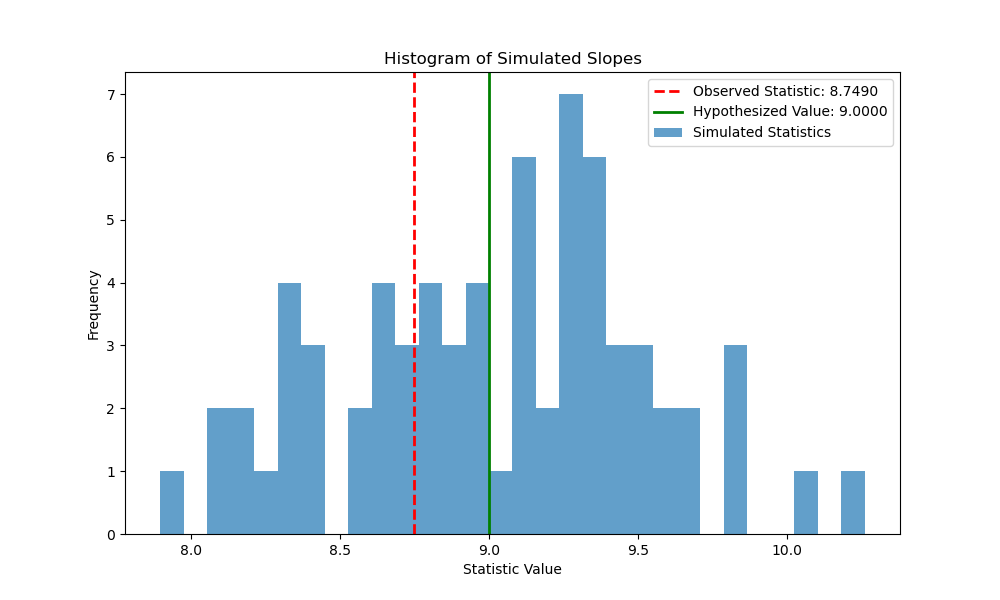 Histogram of Simulated Slopes
Observed Statistic: 8.7490
Hypothesized Value: 9.0000
Simulated Statistics
Frequency
7
6
5
4
3
2
1
0
8.0
8.5
9.0
9.5
10.0
Statistic Value